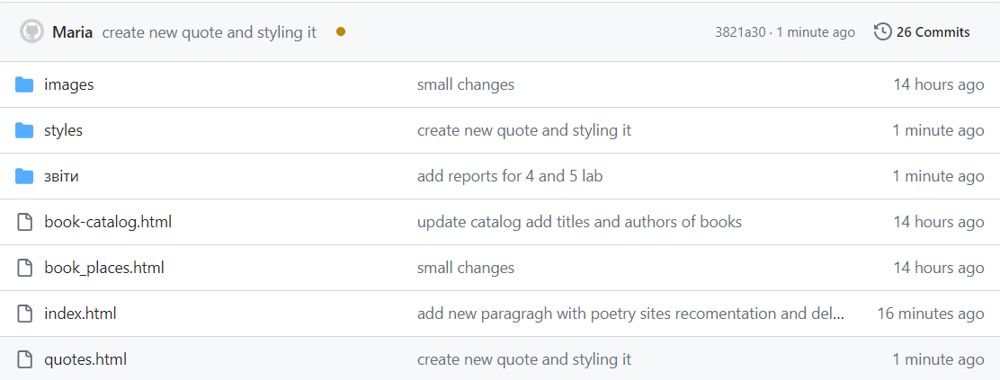 Maria create new quote and styling it 3821a30 · 1 minute ago 26 Commits
images small changes 14 hours ago
styles create new quote and styling it 1 minute ago
звіти add reports for 4 and 5 lab 1 minute ago
book-catalog.html update catalog add titles and authors of books 14 hours ago
book_places.html small changes 14 hours ago
index.html add new paragragh with poetry sites recomentation and del... 16 minutes ago
quotes.html create new quote and styling it 1 minute ago